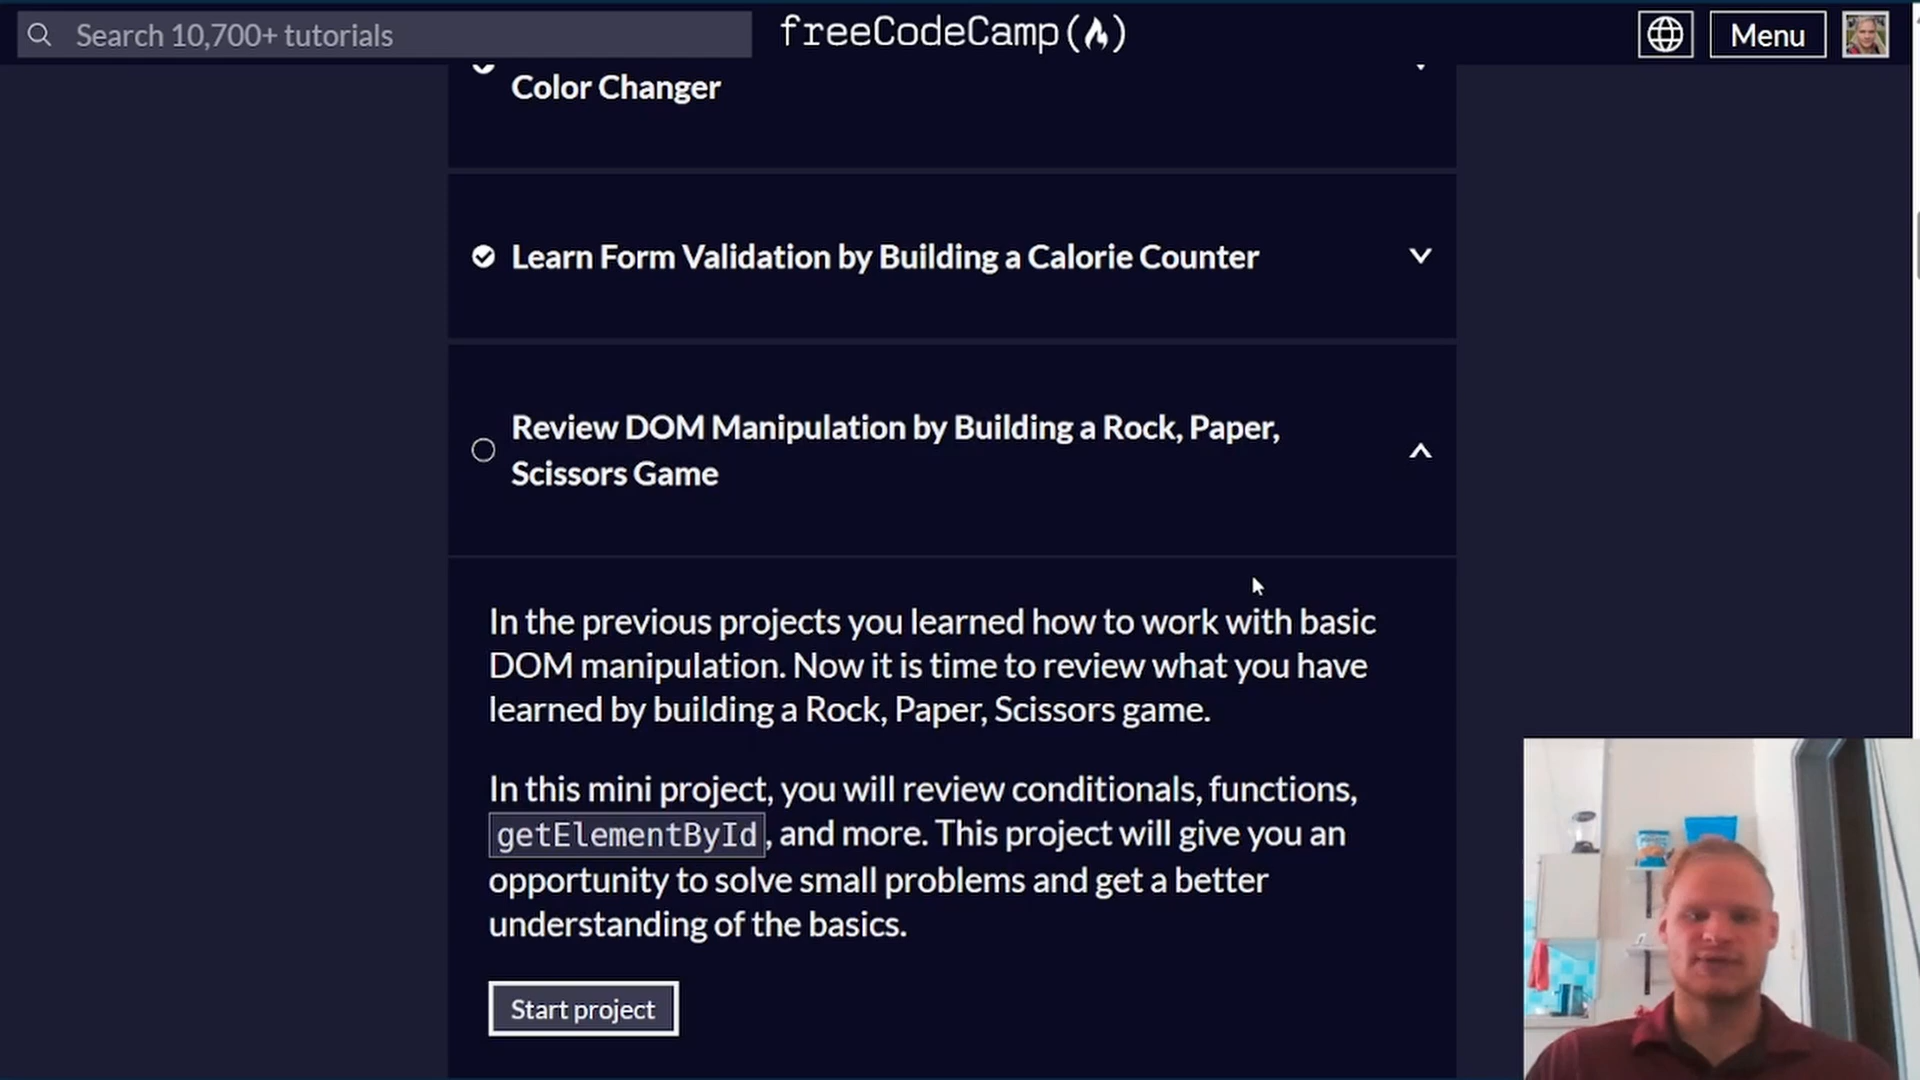 Search 10,700+ tutorials
freeCodeCamp(🔥)
Menu
Color Changer
Learn Form Validation by Building a Calorie Counter
Review DOM Manipulation by Building a Rock, Paper,
Scissors Game
In the previous projects you learned how to work with basic
DOM manipulation. Now it is time to review what you have
learned by building a Rock, Paper, Scissors game.
In this mini project, you will review conditionals, functions,
getElementById, and more. This project will give you an
opportunity to solve small problems and get a better
understanding of the basics.
Start project